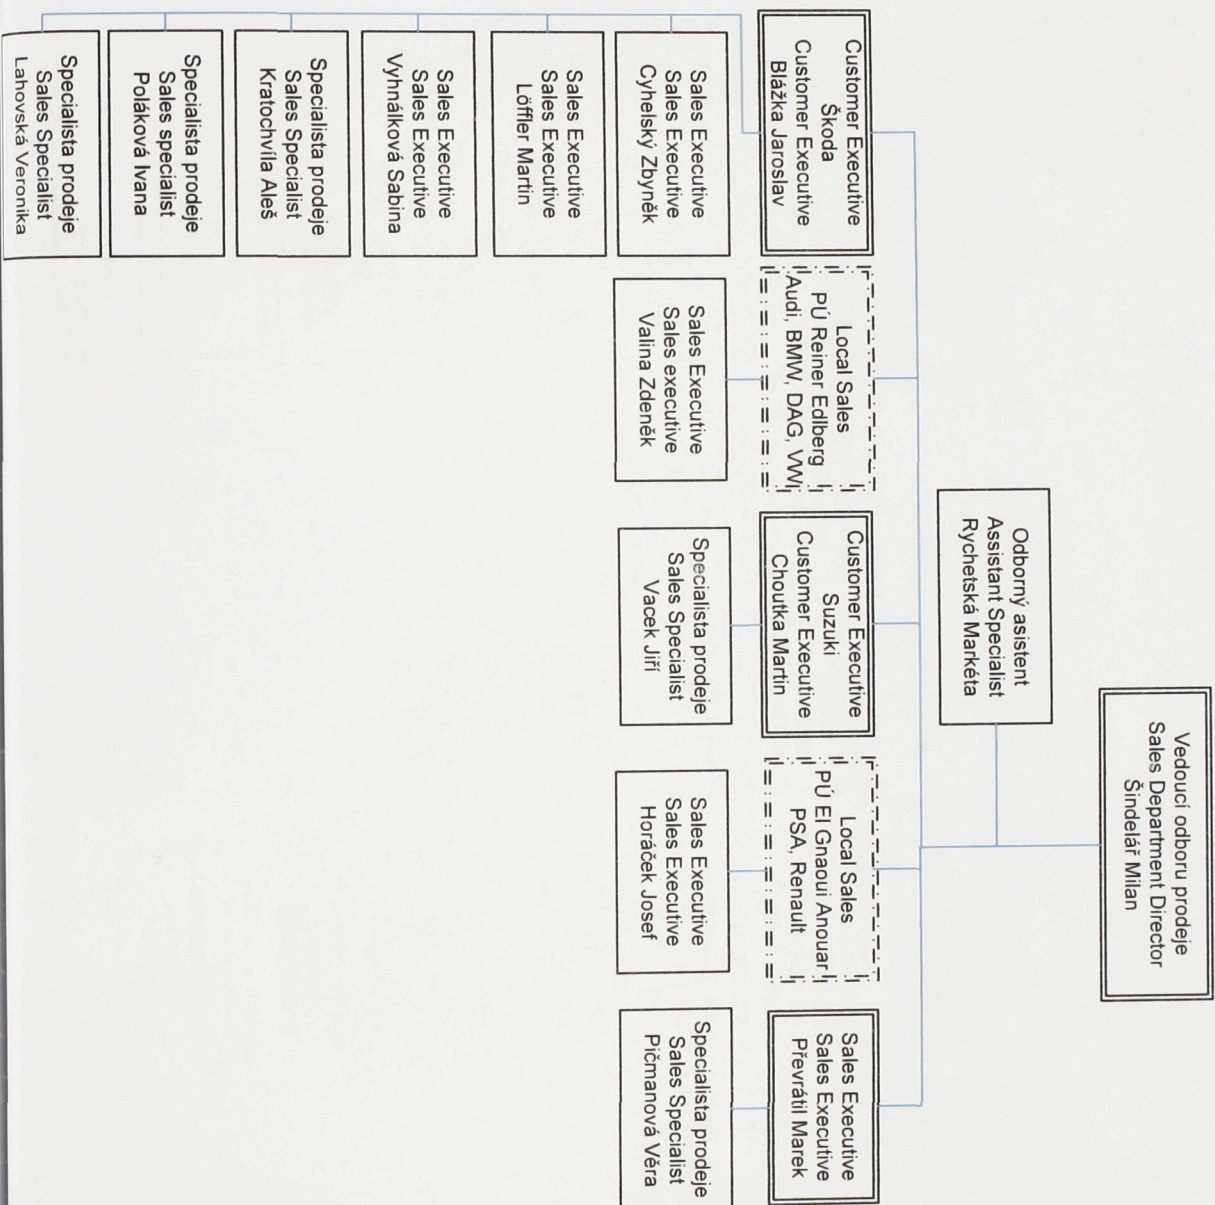 Vedoucí odboru prodeje
Sales Department Director
Šindelář Milan
Odborný asistent
Assistant Specialist
Rychetská Markéta
Customer Executive
Škoda
Customer Executive
Blážka Jaroslav
Local Sales
PÚ Reiner Edlberg
Audi, BMW, DAG, VW
Customer Executive
Suzuki
Customer Executive
Choutka Martin
Local Sales
PÚ El Gnaoui Anouar
PSA, Renault
Sales Executive
Sales Executive
Převrátil Marek
Sales Executive
Sales Executive
Cyhelský Zbyněk
Sales Executive
Sales executive
Valina Zdeněk
Specialista prodeje
Sales Specialist
Vacek Jiří
Sales Executive
Sales Executive
Horáček Josef
Specialista prodeje
Sales Specialist
Pičmanová Věra
Sales Executive
Sales Executive
Löffler Martin
Sales Executive
Sales Executive
Vyhnálková Sabina
Specialista prodeje
Sales Specialist
Kratochvíla Aleš
Specialista prodeje
Sales specialist
Poláková Ivana
Specialista prodeje
Sales Specialist
Lahovská Veronika